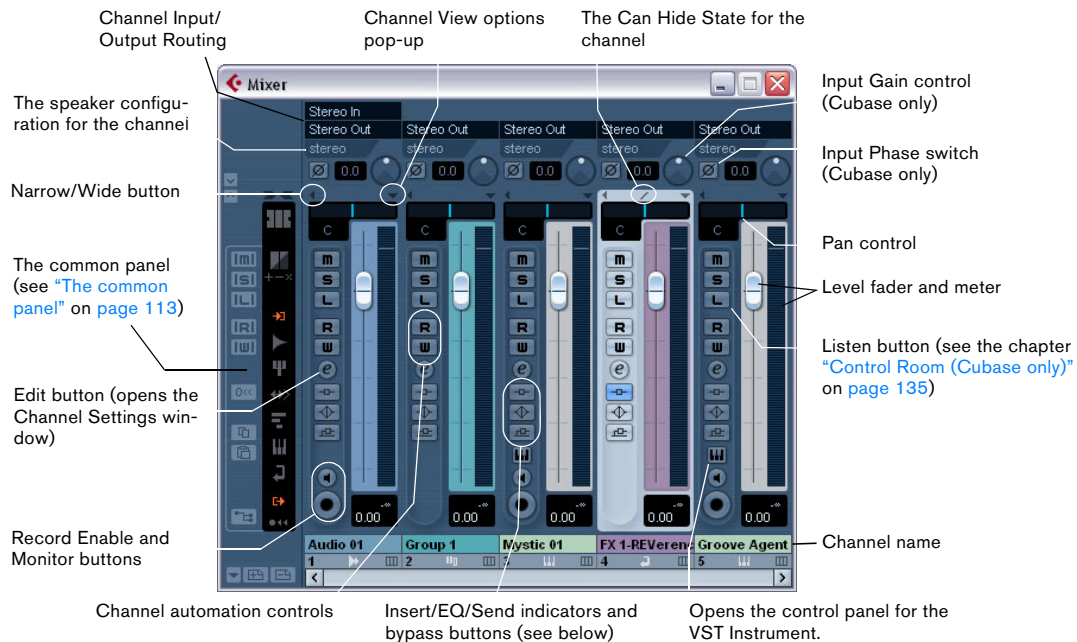 Channel Input/
Output Routing
Channel View options
pop-up
The Can Hide State for the
channel
The speaker configu-
ration for the channel
Narrow/Wide button
The common panel
(see “The common
panel” on page 113)
Edit button (opens the
Channel Settings win-
dow)
Record Enable and
Monitor buttons
Mixer
Stereo In
Stereo Out Stereo Out Stereo Out Stereo Out Stereo Out
stereo stereo stereo stereo stereo
0.0 0.0 0.0 0.0 0.0
C C C C C
m m m m m
S S S S S
L L L L L
R R R R R
W W W W W
e e e e e
0.00 0.00 0.00 0.00 0.00
Audio 01 Group 1 Mystic 01 FX 1-REVerenc Groove Agent
1 2 3 4 5
Input Gain control
(Cubase only)
Input Phase switch
(Cubase only)
Pan control
Level fader and meter
Listen button (see the chapter
“Control Room (Cubase only)”
on page 135)
Channel name
Channel automation controls
Insert/EQ/Send indicators and
bypass buttons (see below)
Opens the control panel for the
VST Instrument.